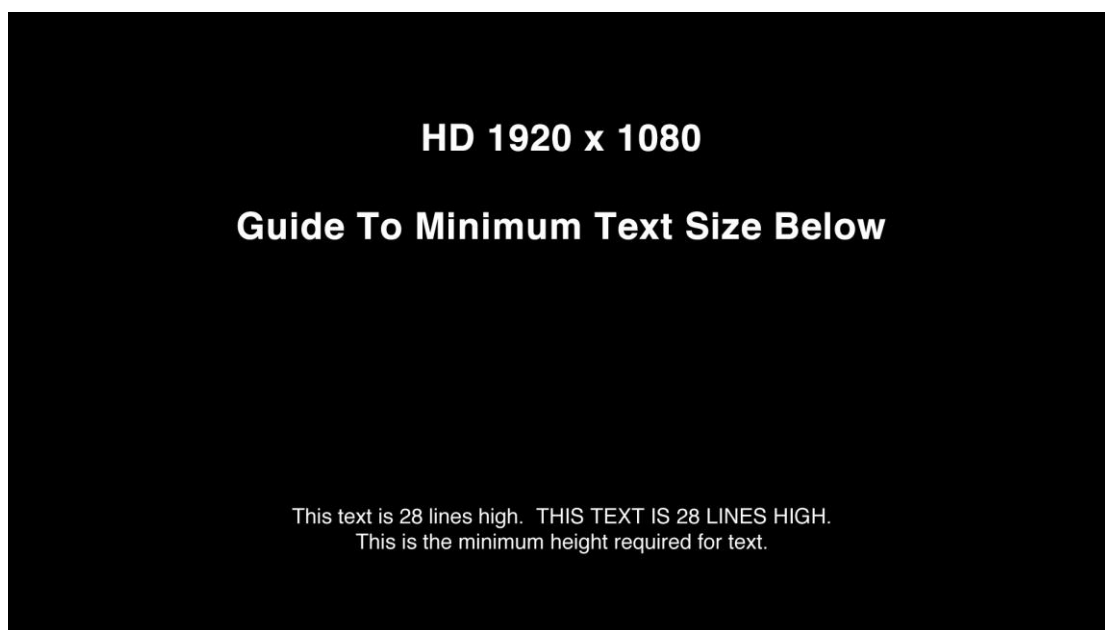 HD 1920 x 1080
Guide To Minimum Text Size Below
This text is 28 lines high.  THIS TEXT IS 28 LINES HIGH.
This is the minimum height required for text.